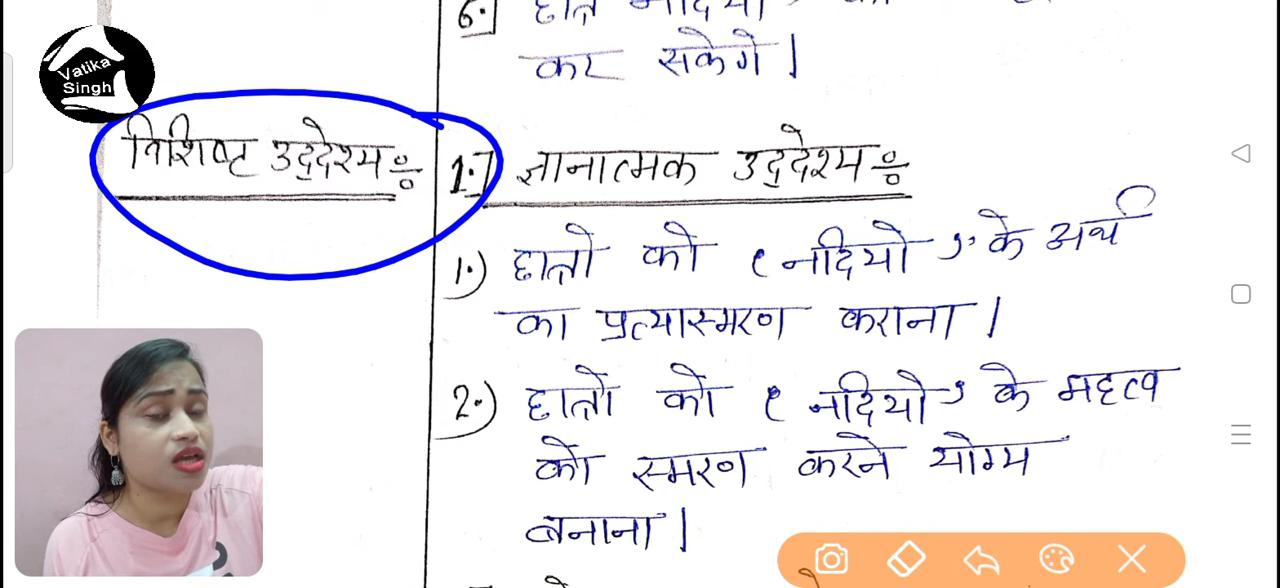 Vatika
Singh
6.
कर सकेगे।
विशिष्ट उद्देश्य÷
1.] ज्ञानात्मक उद्देश्य÷
1.) छात्रो को ‘नदियो’ के अर्थ
का प्रत्यास्मरण कराना।
2.) छात्रो को ‘नदियो’ के महत्व
को स्मरण करने योग्य
बनाना।